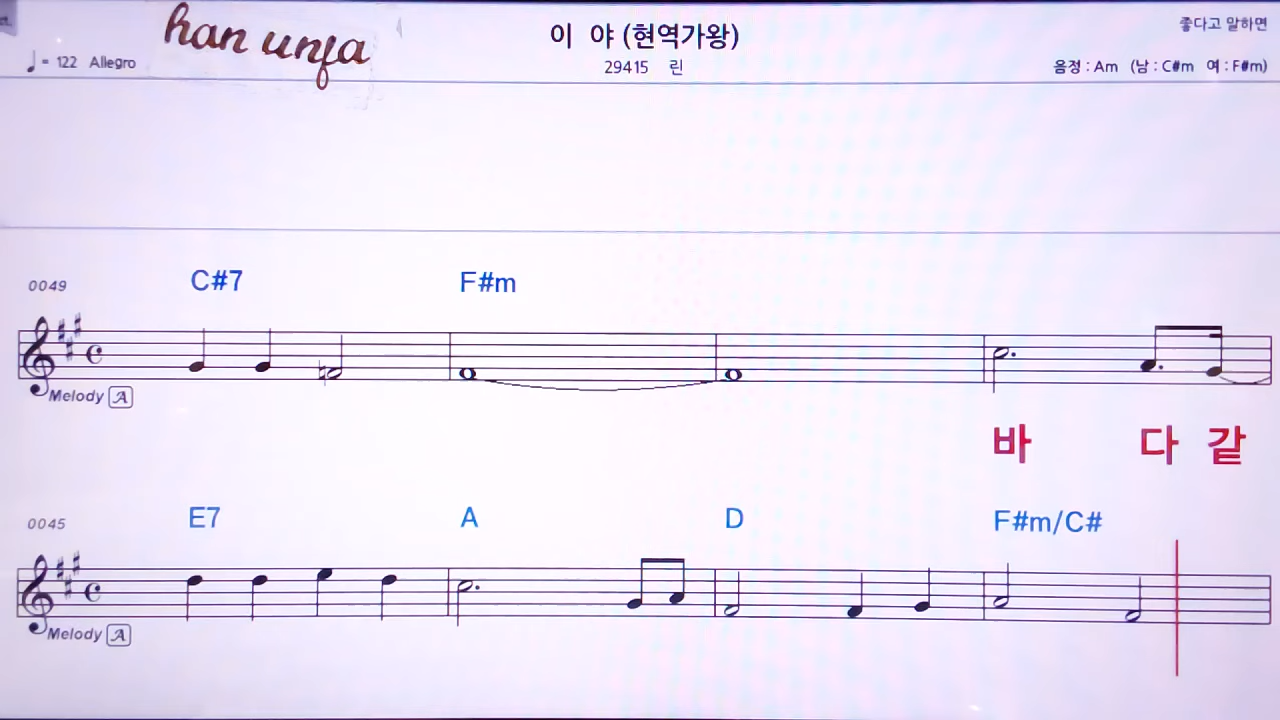 han unja
이 야 (현역가왕)
좋다고 말하면
♩= 122 Allegro
29415 린
음정 : Am (남 : C#m 여 : F#m)
C#7 F#m
0049
Melody A
바 다 같
E7 A D F#m/C#
0045
Melody A